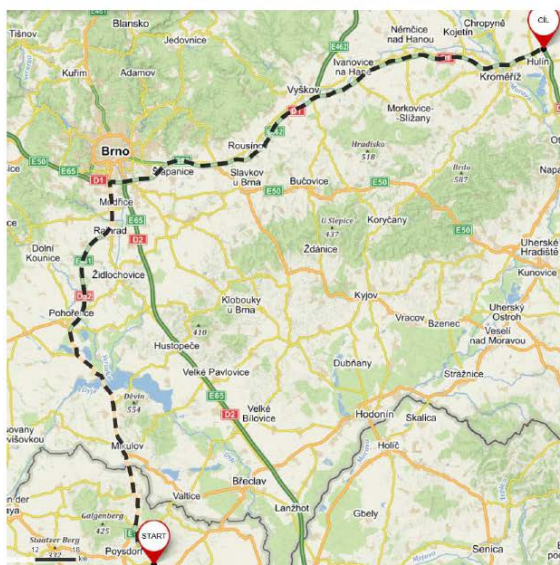 Blansko
Tišnov
Jedovnice
Kuřim
Adamov
Vyškov
E462
Ivanovice
na Hané
Němčice
nad Hanou
Chropyně
Kojetín
CÍL
Hulín
Kroměříž
Morkovice-
-Slížany
Hradisko
518
Brdo
587
Rousínov
Brno
E50
E65
D1
Šlapanice
Slavkov
u Brna
Bučovice
E50
E50
Modřice
E65
D2
Rajhrad
Dolní
Kounice
Židlochovice
U Slepice
437
Koryčany
Ždánice
Uherské
Hradiště
Kunovice
Pohořelice
Klobouky
u Brna
Kyjov
410
Vracov
Bzenec
Uherský
Ostroh
Veselí
nad Moravou
Hustopeče
Dubňany
Strážnice
Děvín
554
Velké Pavlovice
E65
D2
Velké
Bílovice
Hodonín
Skalica
Holíč
Mikulov
Valtice
Břeclav
Lanžhot
Gbely
Senica
Galgenberg
425
Staatzer Berg
332
Poysdorf
START
12
18
km